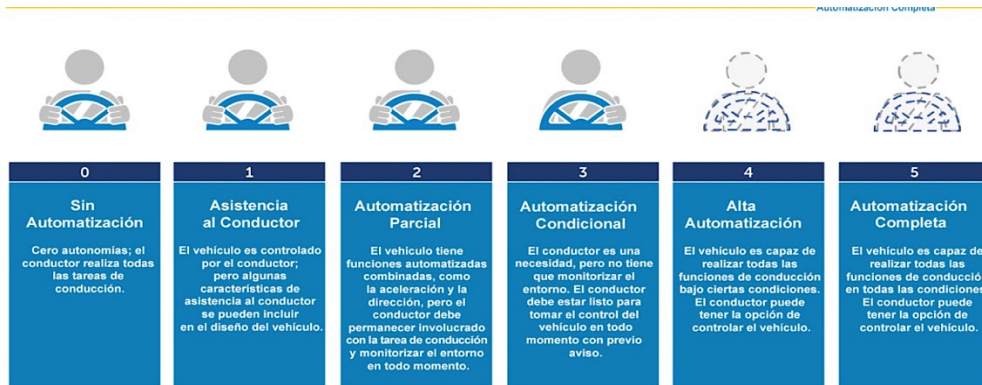 Automatización Completa
0
Sin
Automatización
Cero autonomías; el
conductor realiza todas
las tareas de
conducción.
1
Asistencia
al Conductor
El vehículo es controlado
por el conductor;
pero algunas
características de
asistencia al conductor
se pueden incluir
en el diseño del vehículo.
2
Automatización
Parcial
El vehículo tiene
funciones automatizadas
combinadas, como
la aceleración y la
dirección, pero el
conductor debe
permanecer involucrado
con la tarea de conducción
y monitorizar el entorno
en todo momento.
3
Automatización
Condicional
El conductor es una
necesidad, pero no tiene
que monitorizar el
entorno. El conductor
debe estar listo para
tomar el control del
vehículo en todo
momento con previo
aviso.
4
Alta
Automatización
El vehículo es capaz de
realizar todas las
funciones de conducción
bajo ciertas condiciones.
El conductor puede
tener la opción de
controlar el vehículo.
5
Automatización
Completa
El vehículo es capaz de
realizar todas las
funciones de conducció
en todas las condicione
El conductor puede
tener la opción de
controlar el vehículo.